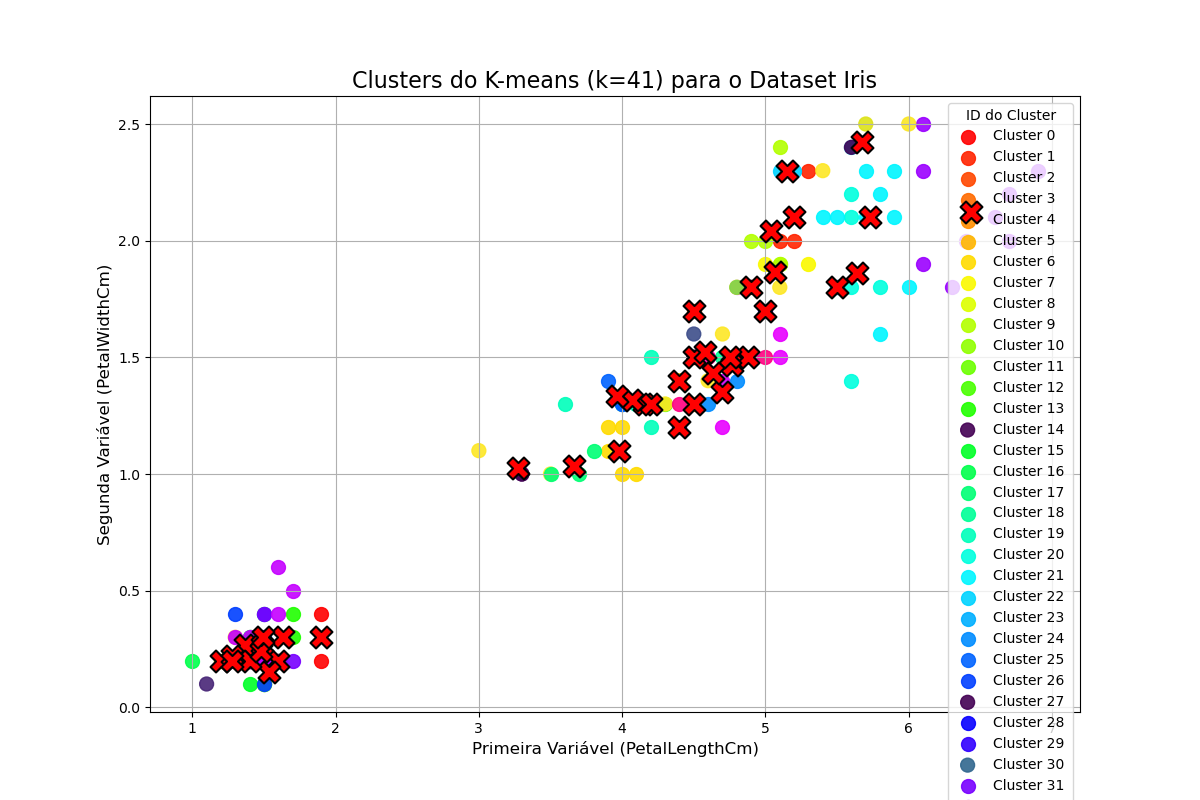 Clusters do K-means (k=41) para o Dataset Iris
Segunda Variável (PetalWidthCm)
2.5
2.0
1.5
1.0
0.5
0.0
1
2
3
4
5
6
7
Primeira Variável (PetalLengthCm)
ID do Cluster
Cluster 0
Cluster 1
Cluster 2
Cluster 3
Cluster 4
Cluster 5
Cluster 6
Cluster 7
Cluster 8
Cluster 9
Cluster 10
Cluster 11
Cluster 12
Cluster 13
Cluster 14
Cluster 15
Cluster 16
Cluster 17
Cluster 18
Cluster 19
Cluster 20
Cluster 21
Cluster 22
Cluster 23
Cluster 24
Cluster 25
Cluster 26
Cluster 27
Cluster 28
Cluster 29
Cluster 30
Cluster 31